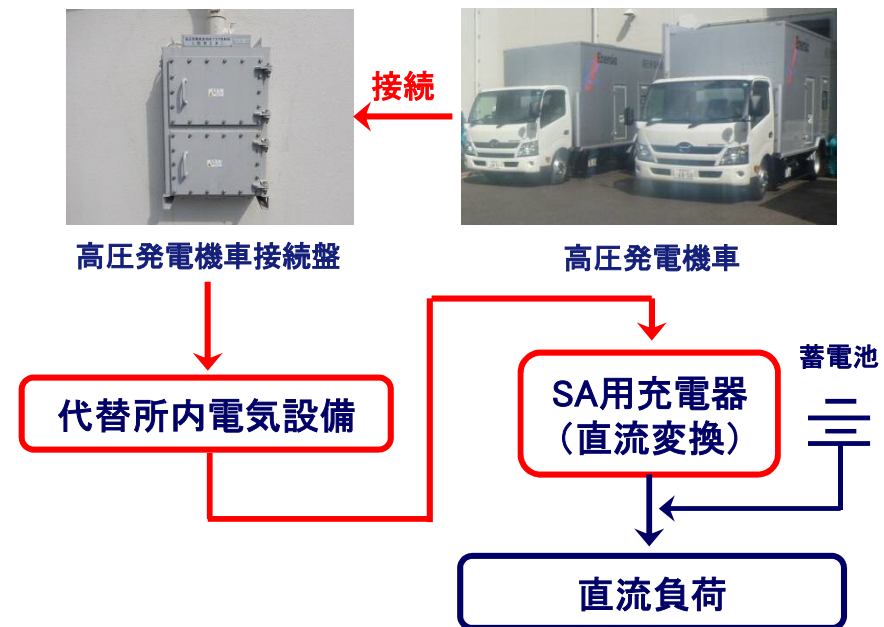 接続
高圧発電機車接続盤
高圧発電機車
代替所内電気設備
SA用充電器
（直流変換）
蓄電池
直流負荷